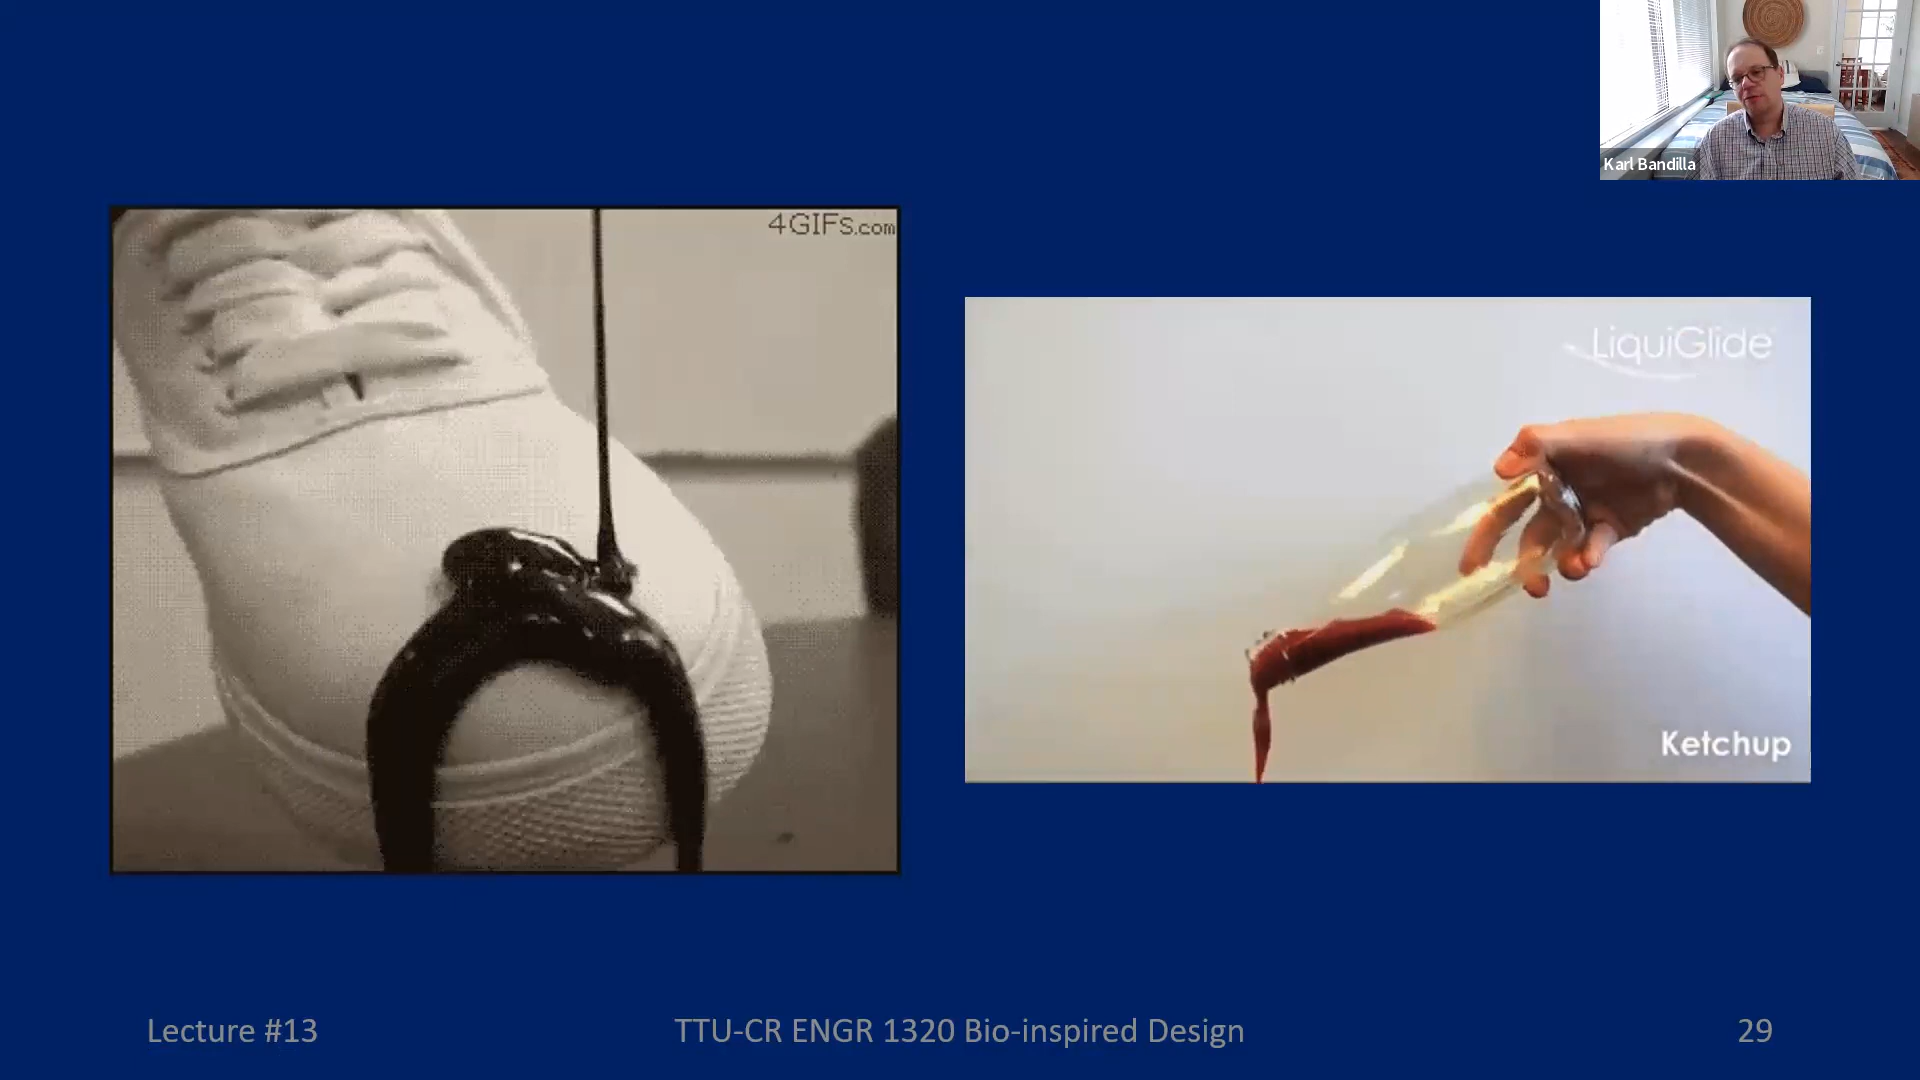 Karl Bandilla
4GIFs.com
LiquiGlide
Ketchup
Lecture #13
TTU-CR ENGR 1320 Bio-inspired Design
29